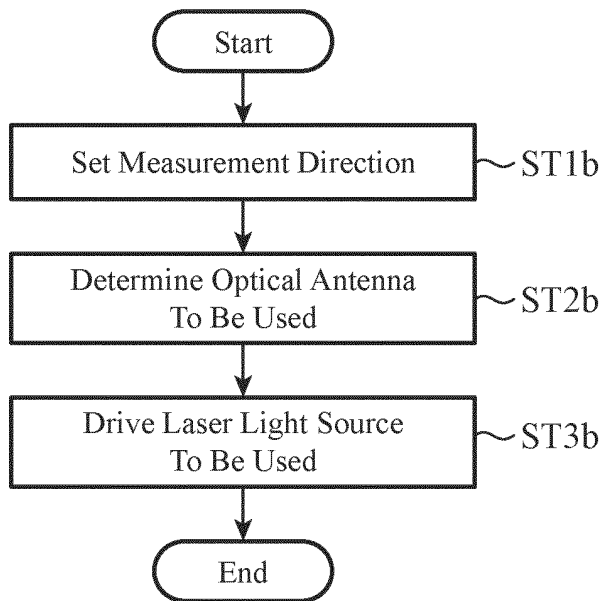 Start
Set Measurement Direction
ST1b
Determine Optical Antenna
To Be Used
ST2b
Drive Laser Light Source
To Be Used
ST3b
End